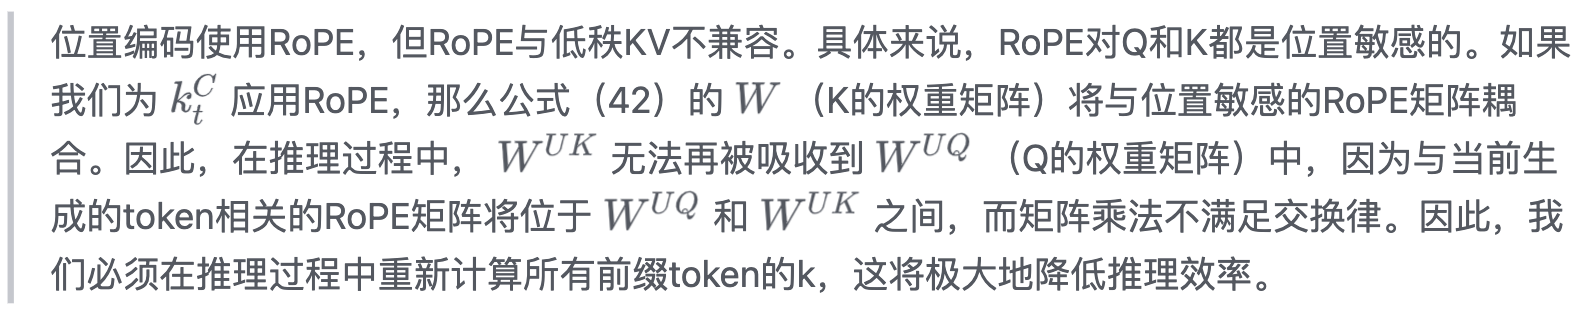 位置编码使用RoPE，但RoPE与低秩KV不兼容。具体来说，RoPE对Q和K都是位置敏感的。如果
我们为 $k_t^C$ 应用RoPE，那么公式（42）的 $W$ （K的权重矩阵）将与位置敏感的RoPE矩阵耦
合。因此，在推理过程中， $W^{UK}$ 无法再被吸收到 $W^{UQ}$ （Q的权重矩阵）中，因为与当前生
成的token相关的RoPE矩阵将位于 $W^{UQ}$ 和 $W^{UK}$ 之间，而矩阵乘法不满足交换律。因此，我
们必须在推理过程中重新计算所有前缀token的k，这将极大地降低推理效率。